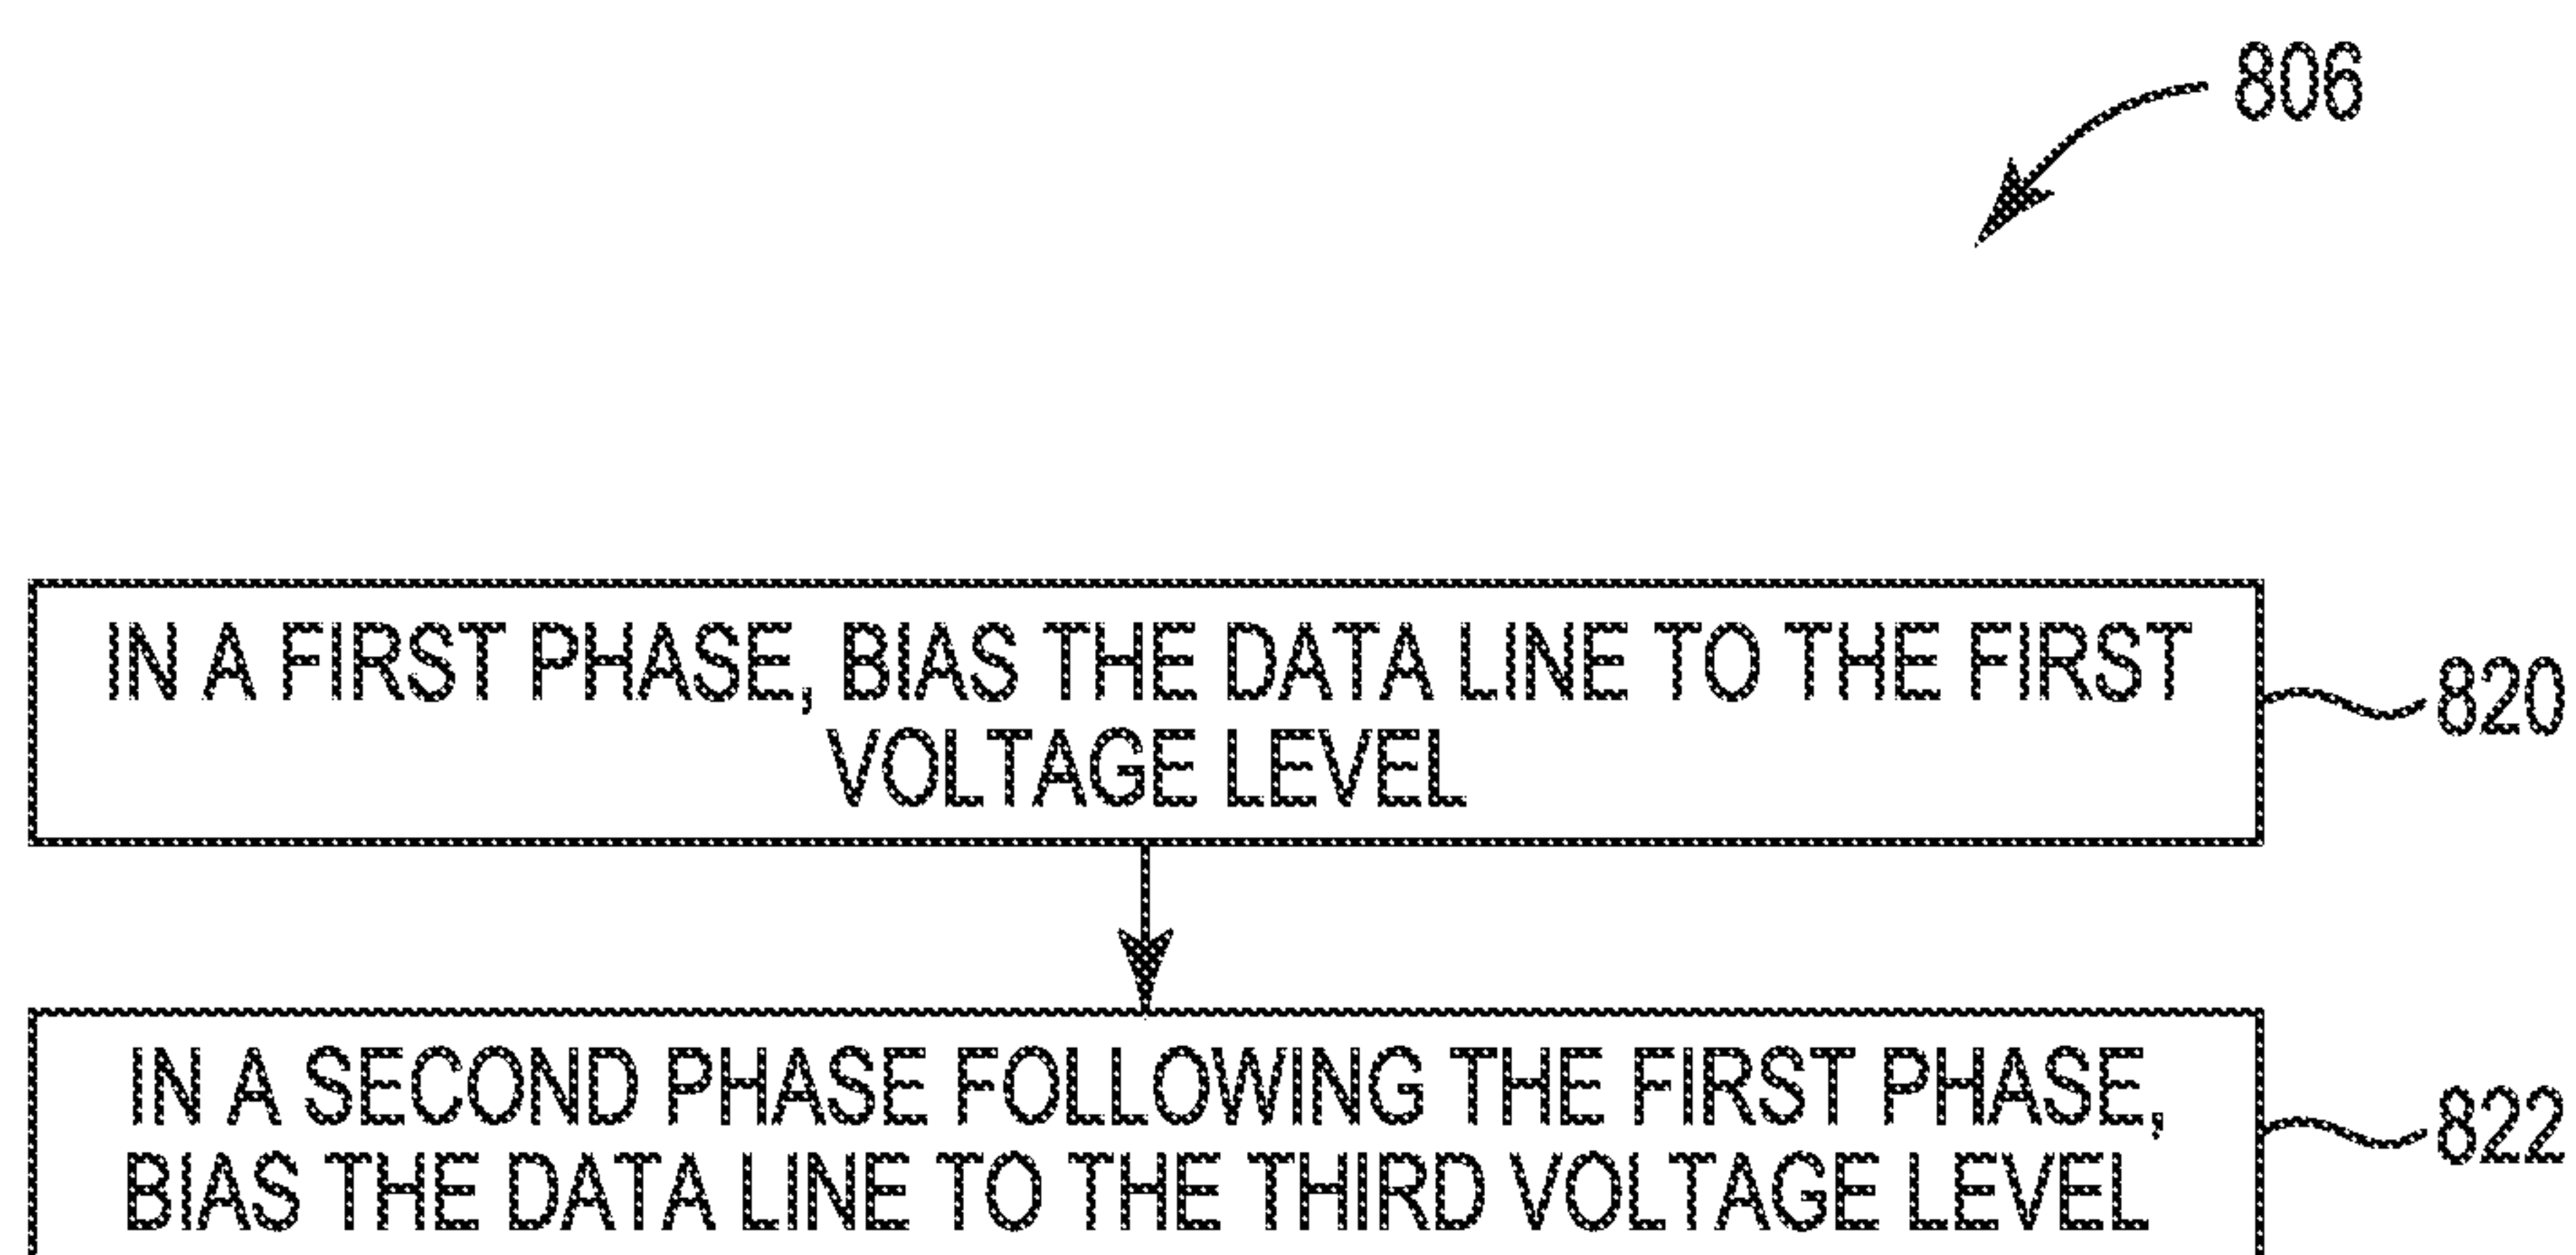 806
IN A FIRST PHASE, BIAS THE DATA LINE TO THE FIRST
VOLTAGE LEVEL
820
IN A SECOND PHASE FOLLOWING THE FIRST PHASE,
BIAS THE DATA LINE TO THE THIRD VOLTAGE LEVEL
822